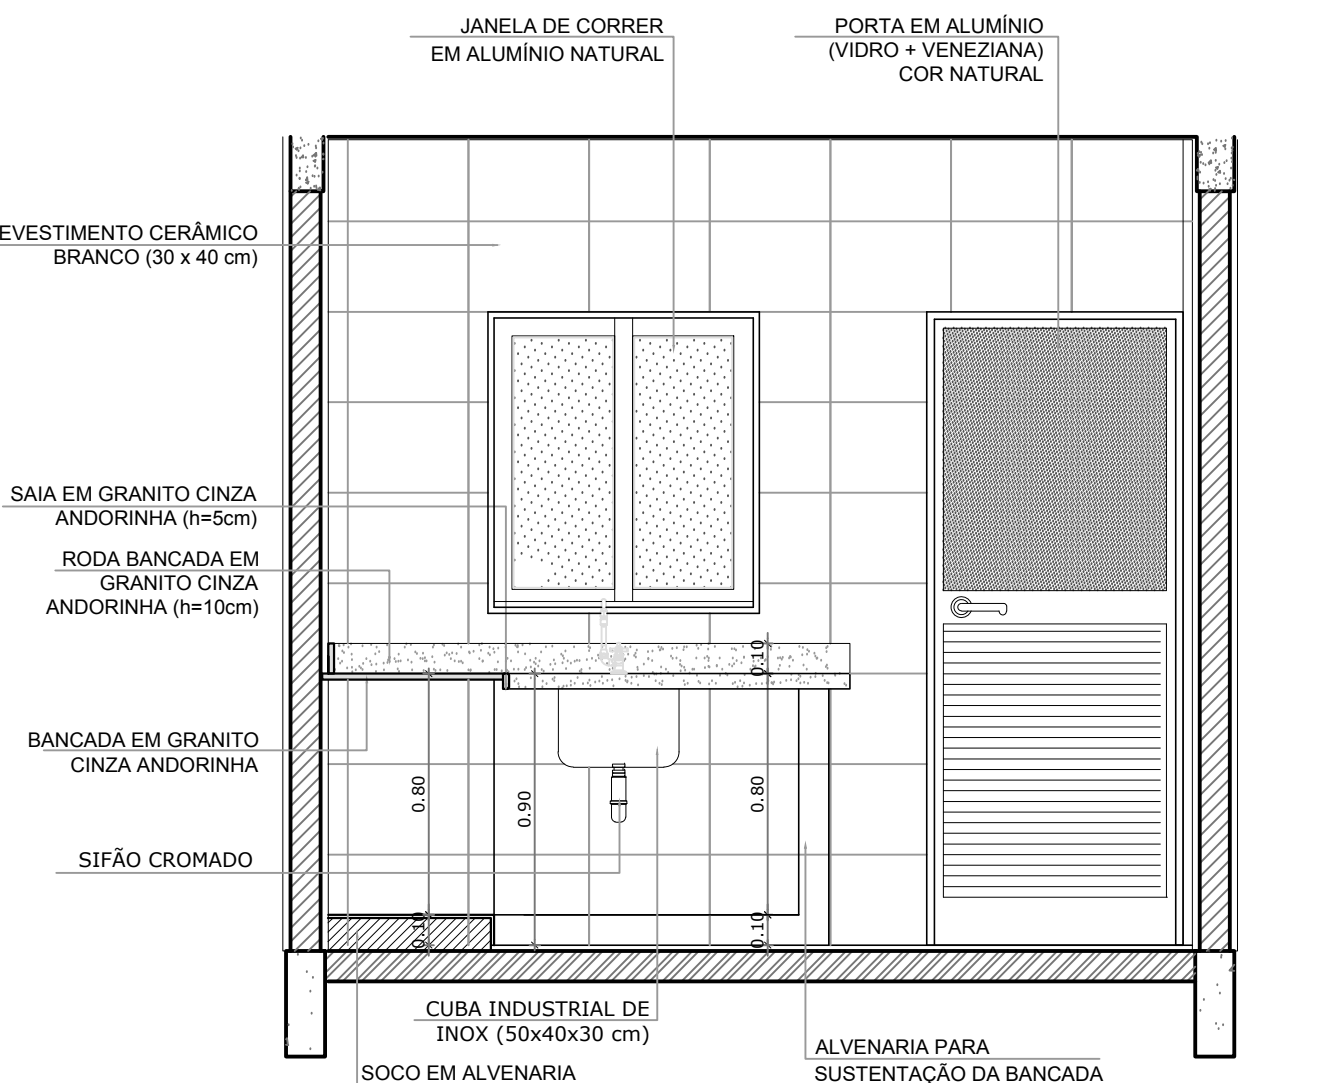 JANELA DE CORRER
EM ALUMÍNIO NATURAL
PORTA EM ALUMÍNIO
(VIDRO + VENEZIANA)
COR NATURAL
EVESTIMENTO CERÂMICO
BRANCO (30 x 40 cm)
SAIA EM GRANITO CINZA
ANDORINHA (h=5cm)
RODA BANCADA EM
GRANITO CINZA
ANDORINHA (h=10cm)
0.10
BANCADA EM GRANITO
CINZA ANDORINHA
0.80
0.90
0.80
SIFÃO CROMADO
0.10
0.10
CUBA INDUSTRIAL DE
INOX (50x40x30 cm)
SOCO EM ALVENARIA
ALVENARIA PARA
SUSTENTAÇÃO DA BANCADA